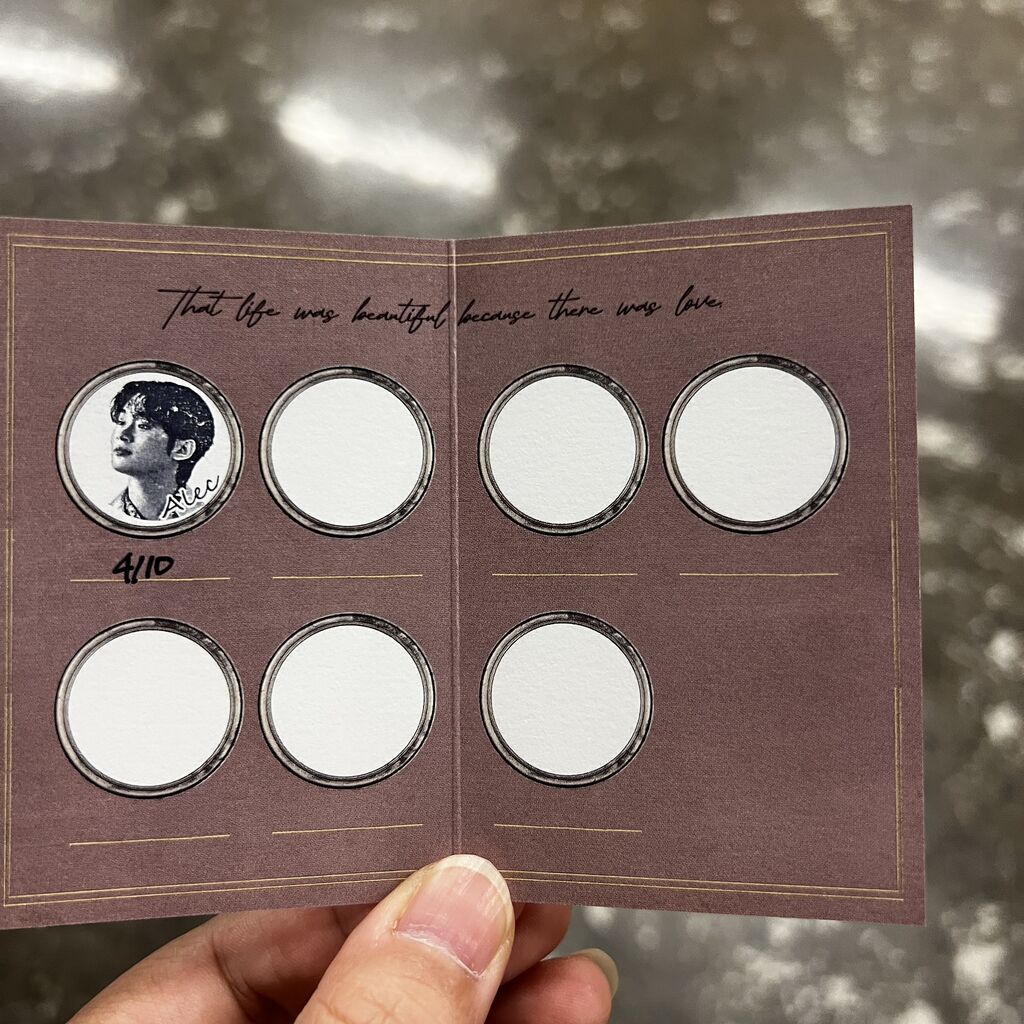 That life was beautiful because there was love.
Alec
4/10